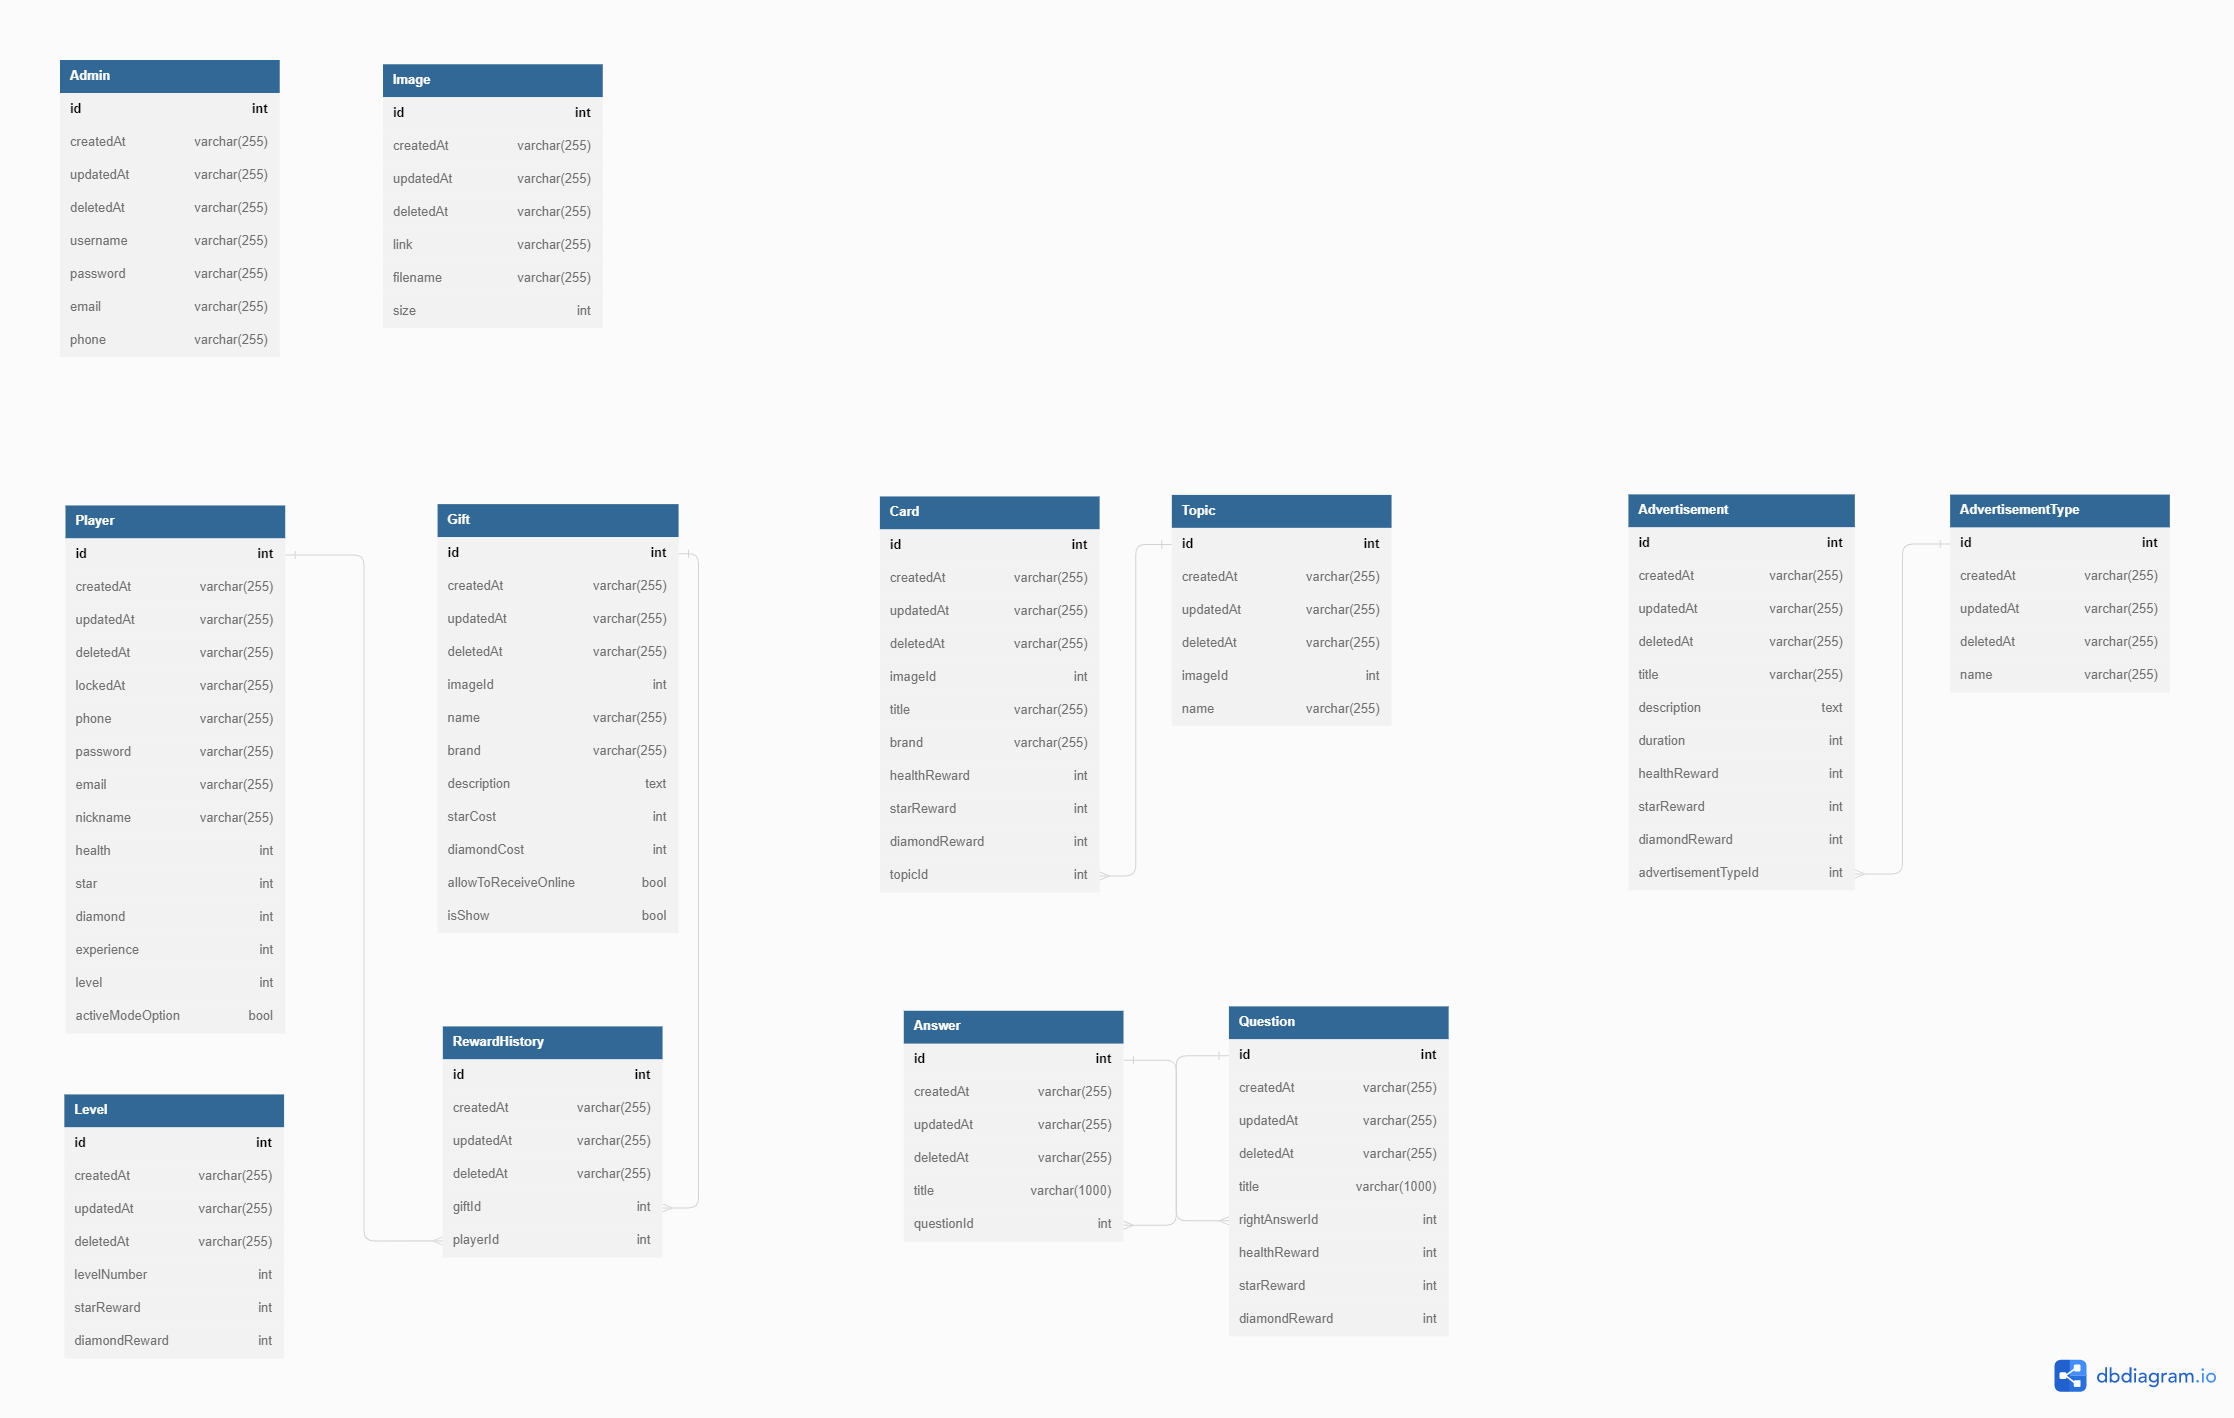 Admin
id int
createdAt varchar(255)
updatedAt varchar(255)
deletedAt varchar(255)
username varchar(255)
password varchar(255)
email varchar(255)
phone varchar(255)
Image
id int
createdAt varchar(255)
updatedAt varchar(255)
deletedAt varchar(255)
link varchar(255)
filename varchar(255)
size int
Player
id int
createdAt varchar(255)
updatedAt varchar(255)
deletedAt varchar(255)
lockedAt varchar(255)
phone varchar(255)
password varchar(255)
email varchar(255)
nickname varchar(255)
health int
star int
diamond int
experience int
level int
activeModeOption bool
Gift
id int
createdAt varchar(255)
updatedAt varchar(255)
deletedAt varchar(255)
imageId int
name varchar(255)
brand varchar(255)
description text
starCost int
diamondCost int
allowToReceiveOnline bool
isShow bool
Card
id int
createdAt varchar(255)
updatedAt varchar(255)
deletedAt varchar(255)
imageId int
title varchar(255)
brand varchar(255)
healthReward int
starReward int
diamondReward int
topicId int
Topic
id int
createdAt varchar(255)
updatedAt varchar(255)
deletedAt varchar(255)
imageId int
name varchar(255)
Advertisement
id int
createdAt varchar(255)
updatedAt varchar(255)
deletedAt varchar(255)
title varchar(255)
description text
duration int
healthReward int
starReward int
diamondReward int
advertisementTypeId int
AdvertisementType
id int
createdAt varchar(255)
updatedAt varchar(255)
deletedAt varchar(255)
name varchar(255)
Level
id int
createdAt varchar(255)
updatedAt varchar(255)
deletedAt varchar(255)
levelNumber int
starReward int
diamondReward int
RewardHistory
id int
createdAt varchar(255)
updatedAt varchar(255)
deletedAt varchar(255)
giftId int
playerId int
Answer
id int
createdAt varchar(255)
updatedAt varchar(255)
deletedAt varchar(255)
title varchar(1000)
questionId int
Question
id int
createdAt varchar(255)
updatedAt varchar(255)
deletedAt varchar(255)
title varchar(1000)
rightAnswerId int
healthReward int
starReward int
diamondReward int
dbdiagram.io